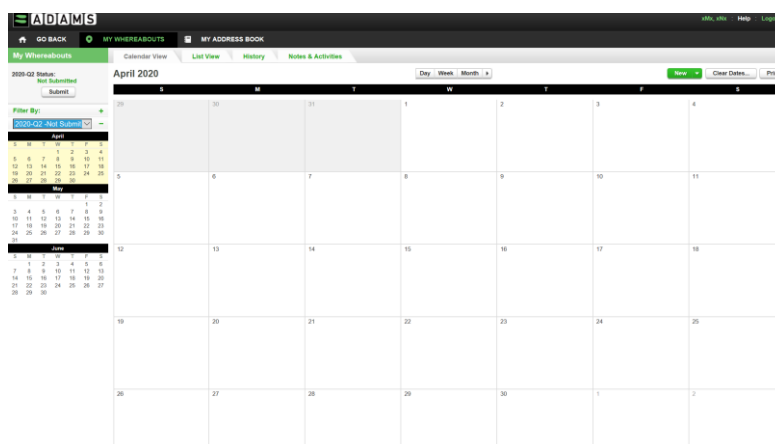 ADAMS
xMx, xNx Help Logo
GO BACK MY WHEREABOUTS MY ADDRESS BOOK
My Whereabouts
Calendar View List View History Notes & Activities
2020-Q2 Status:
Not Submitted
Submit
Filter By: +
2020-Q2 -Not Submit −
April 2020
Day Week Month
New Clear Dates... Pri
S M T W T F S
29 30 31 1 2 3 4
5 6 7 8 9 10 11
12 13 14 15 16 17 18
19 20 21 22 23 24 25
26 27 28 29 30 1 2
April
S M T W T F S
1 2 3 4
5 6 7 8 9 10 11
12 13 14 15 16 17 18
19 20 21 22 23 24 25
26 27 28 29 30
May
S M T W T F S
1 2
3 4 5 6 7 8 9
10 11 12 13 14 15 16
17 18 19 20 21 22 23
24 25 26 27 28 29 30
31
June
S M T W T F S
1 2 3 4 5 6
7 8 9 10 11 12 13
14 15 16 17 18 19 20
21 22 23 24 25 26 27
28 29 30